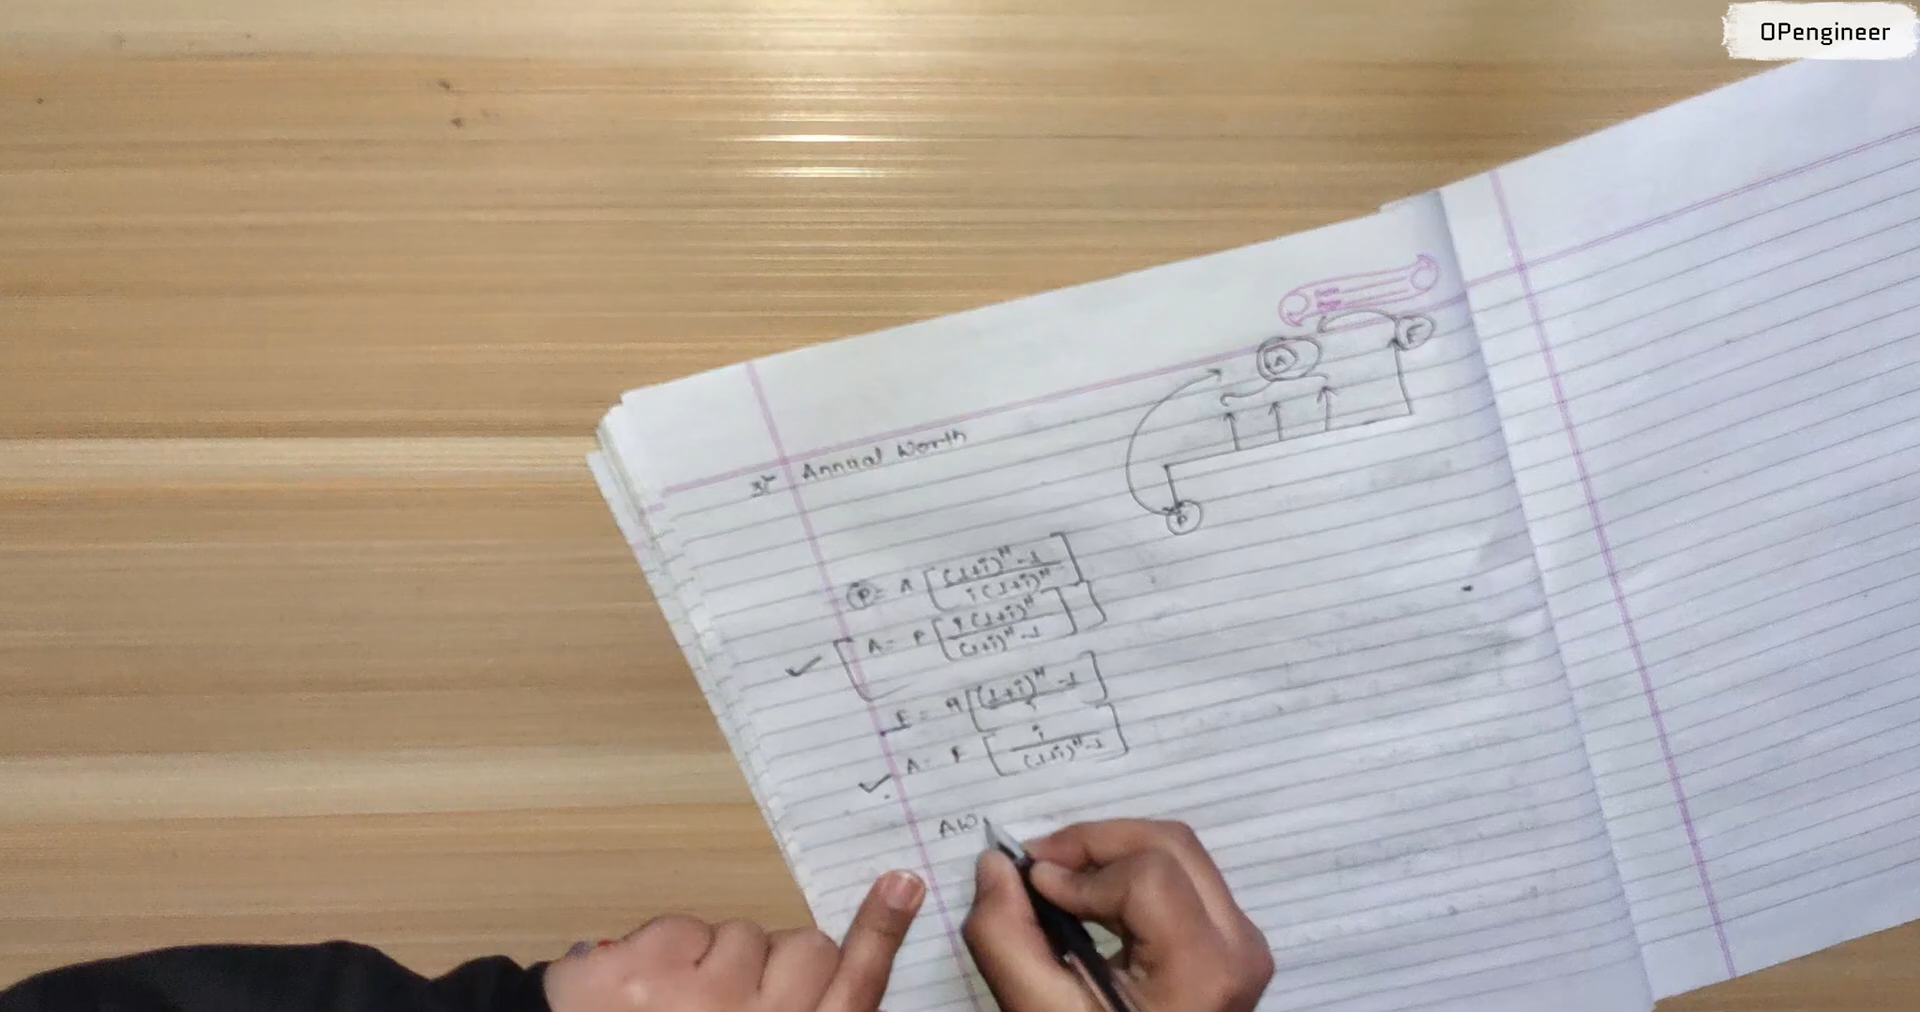 OPengineer
Annual Worth
A
F
P
P = A [ (1+i)^N - 1 / i(1+i)^N ]
A = P [ i(1+i)^N / (1+i)^N - 1 ]
F = A [ (1+i)^N - 1 / i ]
A = F [ i / (1+i)^N - 1 ]
AW